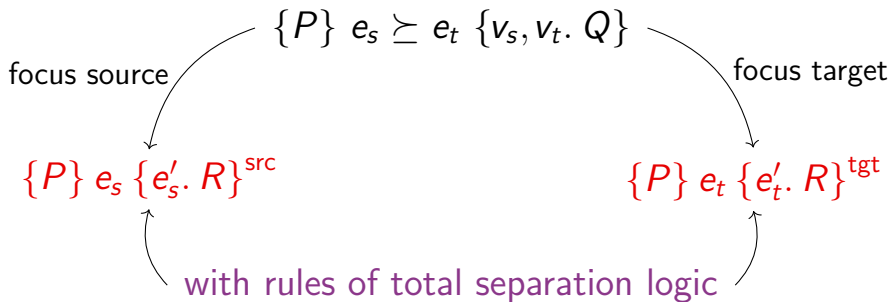 {P} e_s ⪰ e_t {v_s, v_t. Q}
focus source
focus target
{P} e_s {e'_s. R}^src
{P} e_t {e'_t. R}^tgt
with rules of total separation logic